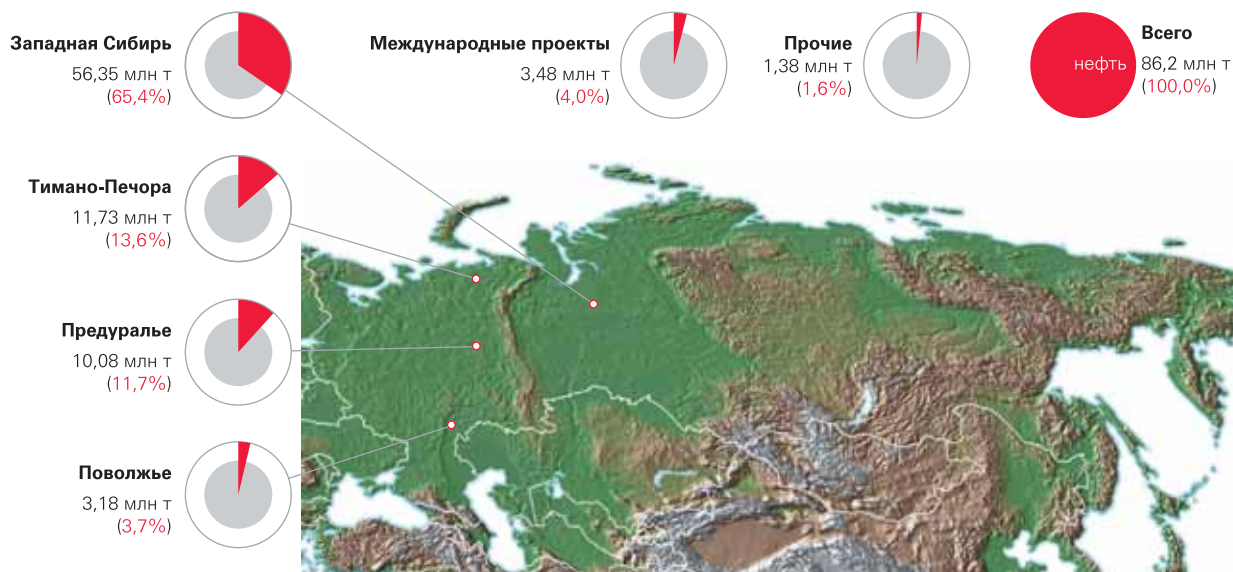 Западная Сибирь
56,35 млн т
(65,4%)
Международные проекты
3,48 млн т
(4,0%)
Прочие
1,38 млн т
(1,6%)
нефть
Всего
86,2 млн т
(100,0%)
Тимано-Печора
11,73 млн т
(13,6%)
Предуралье
10,08 млн т
(11,7%)
Поволжье
3,18 млн т
(3,7%)